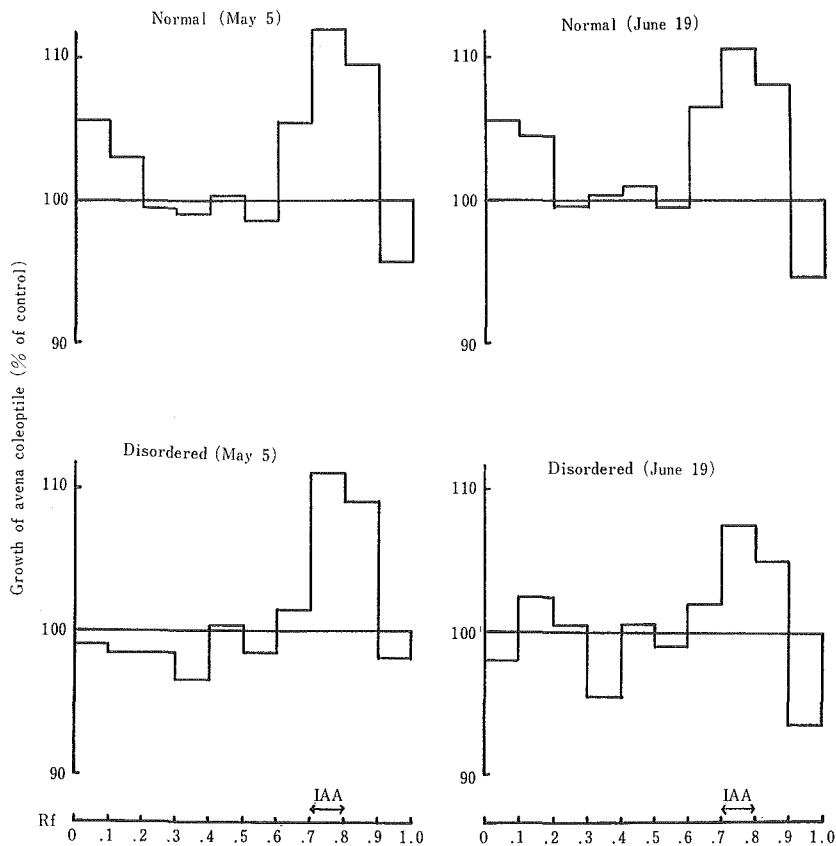 Normal (May 5)
Normal (June 19)
110
100
90
110
100
90
Growth of avena coleoptile (% of control)
Disordered (May 5)
Disordered (June 19)
110
100
90
110
100
90
IAA
IAA
Rf
0 .1 .2 .3 .4 .5 .6 .7 .8 .9 1.0
0 .1 .2 .3 .4 .5 .6 .7 .8 .9 1.0